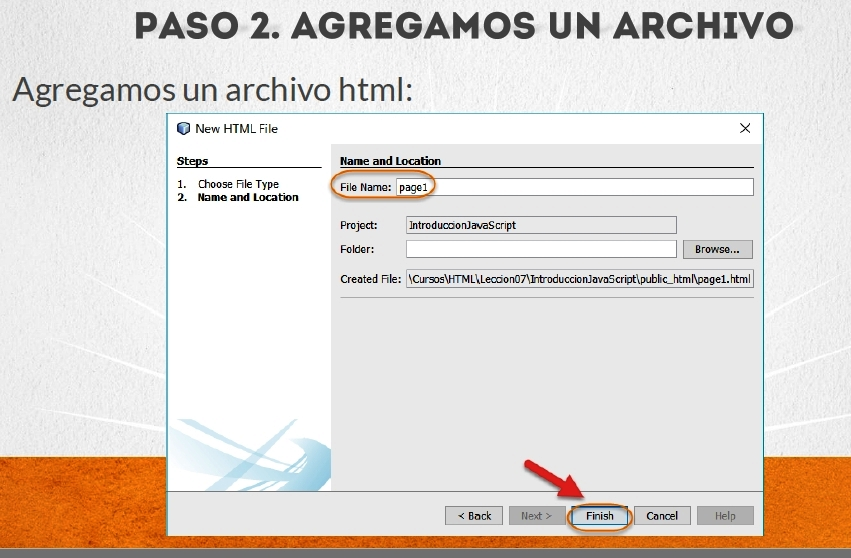 PASO 2. AGREGAMOS UN ARCHIVO
Agregamos un archivo html:
New HTML File
Steps
1. Choose File Type
2. Name and Location
Name and Location
File Name: page1
Project: IntroduccionJavaScript
Folder: Browse...
Created File: \Cursos\HTML\Leccion07\IntroduccionJavaScript\public_html\page1.html
< Back Next > Finish Cancel Help